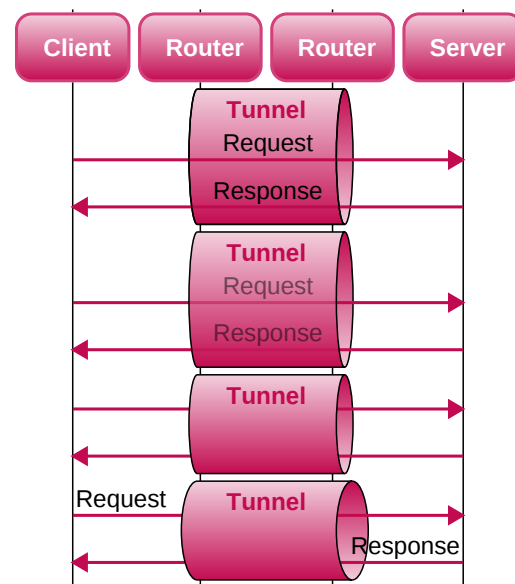 Client
Router
Router
Server
Tunnel
Request
Response
Tunnel
Request
Response
Tunnel
Tunnel
Request
Response